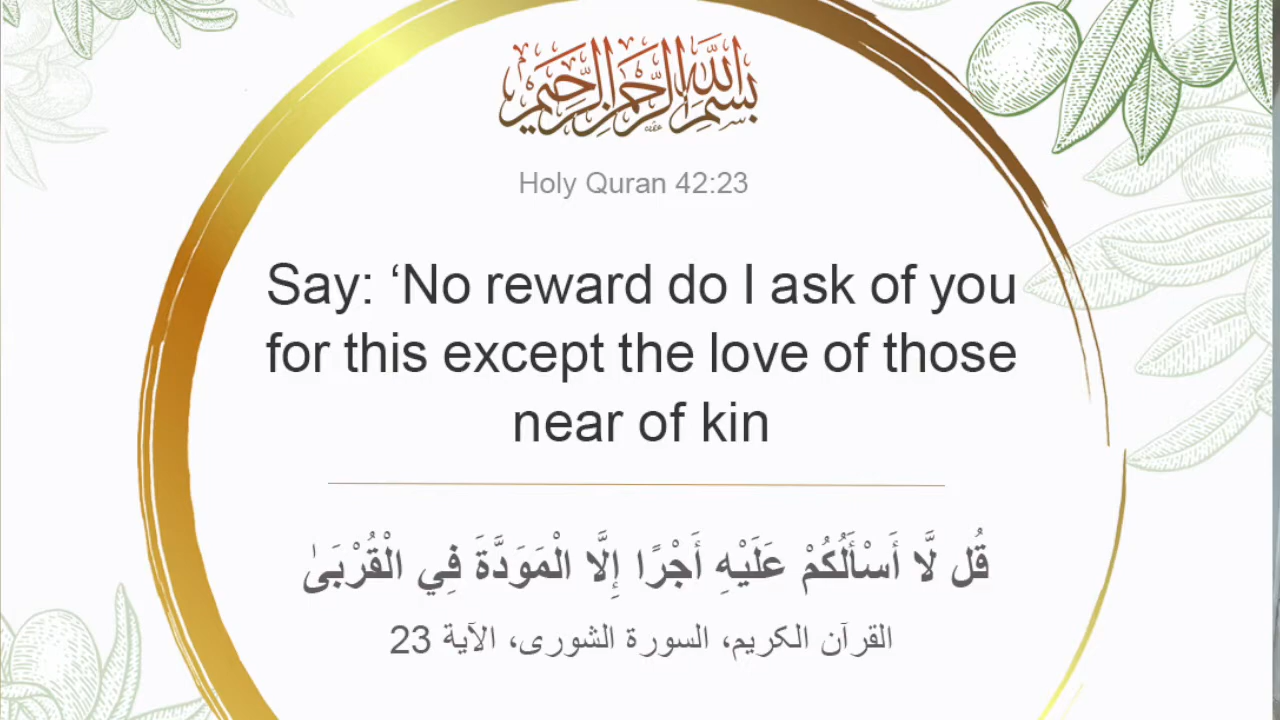 بسم الله الرحمن الرحيم
Holy Quran 42:23
Say: ‘No reward do I ask of you
for this except the love of those
near of kin
قُل لَّا أَسْأَلُكُمْ عَلَيْهِ أَجْرًا إِلَّا الْمَوَدَّةَ فِي الْقُرْبَىٰ
القرآن الكريم، السورة الشورى، الآية 23